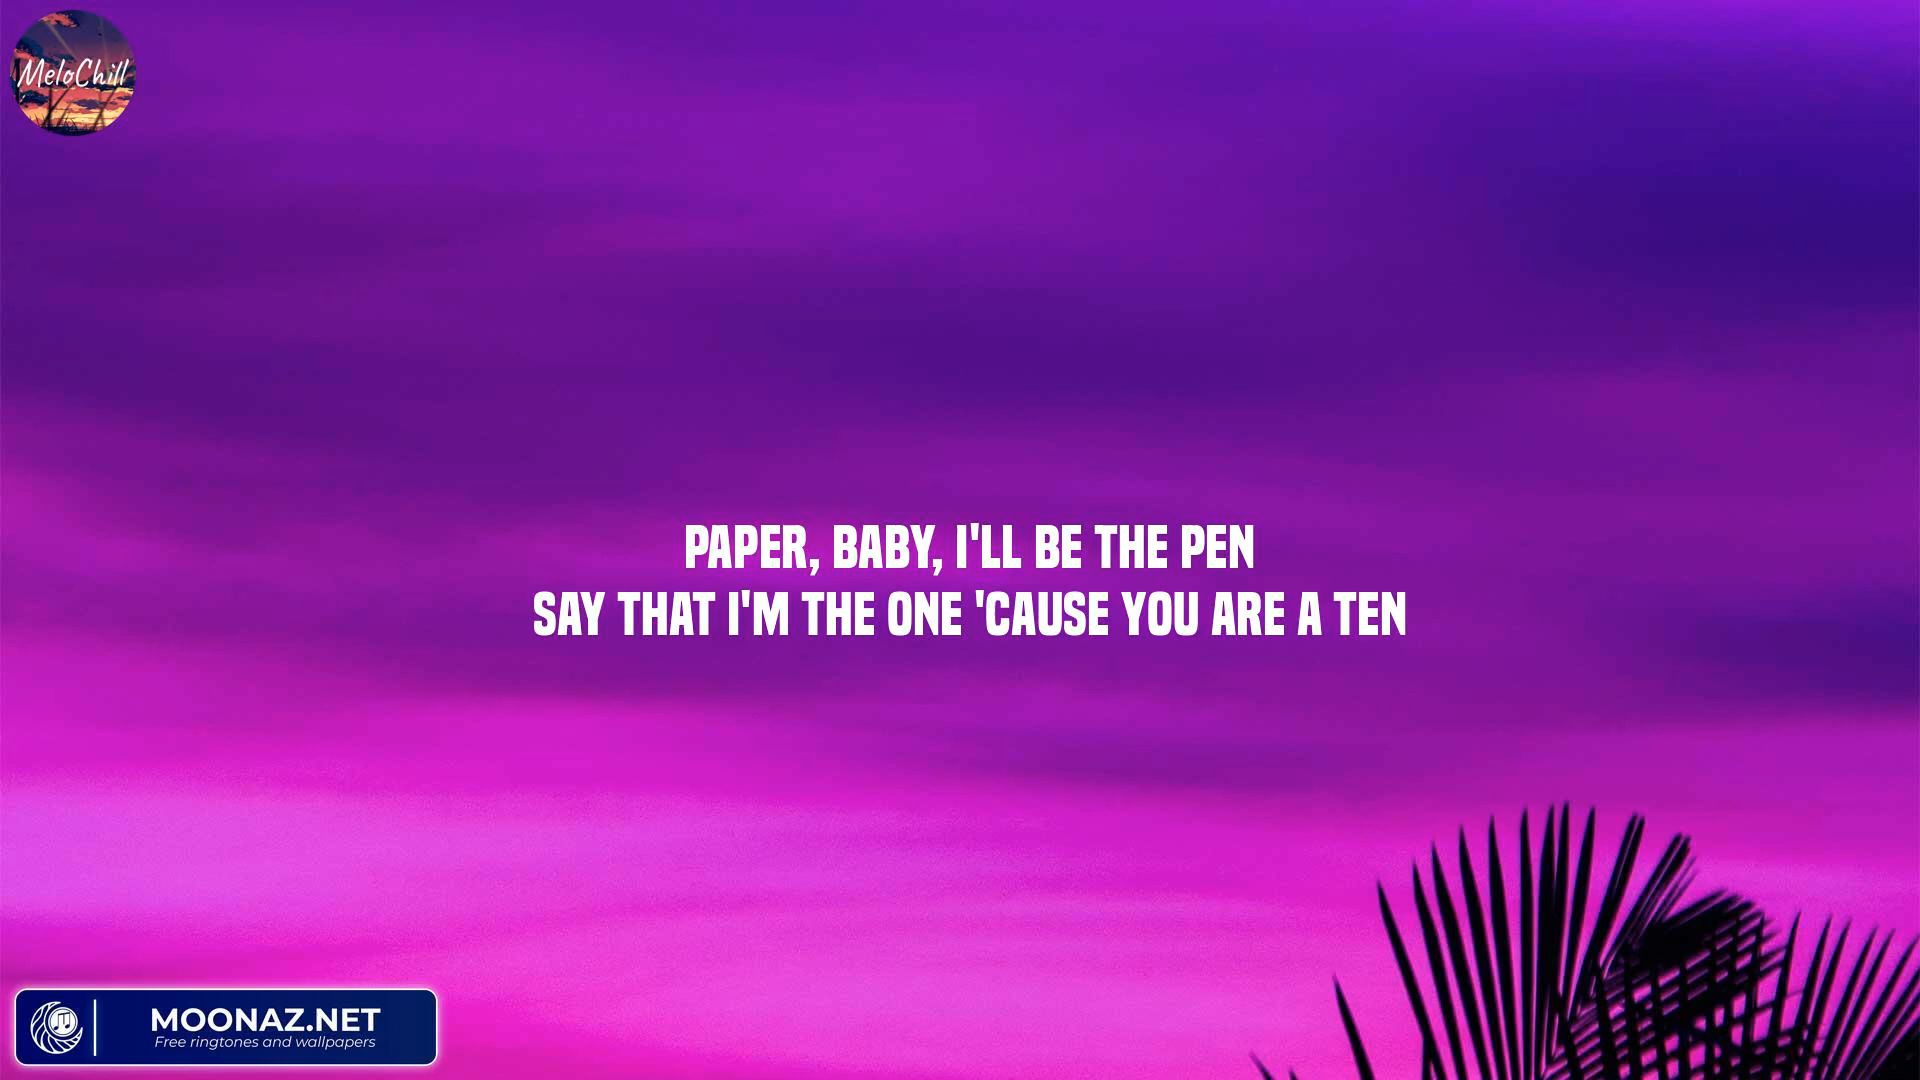 MeloChill
PAPER, BABY, I'LL BE THE PEN
SAY THAT I'M THE ONE 'CAUSE YOU ARE A TEN
MOONAZ.NET
Free ringtones and wallpapers